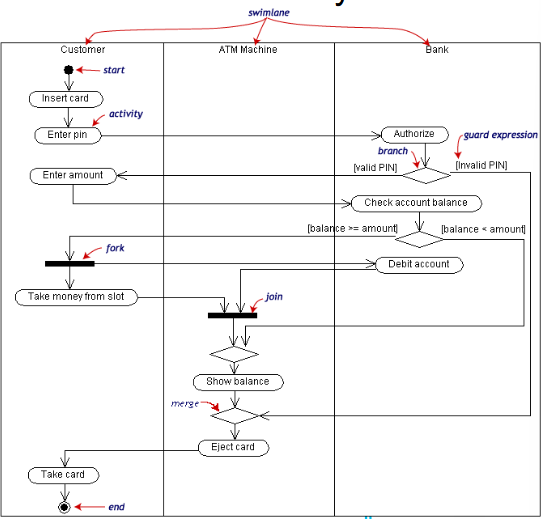 swimlane
Customer
ATM Machine
Bank
start
Insert card
activity
Enter pin
Authorize
guard expression
branch
[valid PIN]
[Invalid PIN]
Enter amount
Check account balance
[balance >= amount]
[balance < amount]
fork
Debit account
Take money from slot
join
Show balance
merge
Eject card
Take card
end